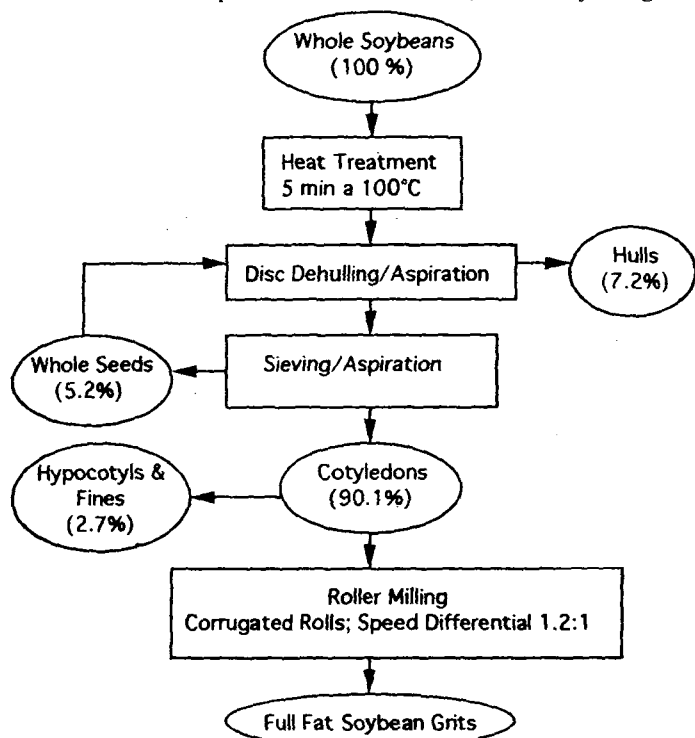 Whole Soybeans
(100 %)
Heat Treatment
5 min a 100°C
Disc Dehulling/Aspiration
Hulls
(7.2%)
Sieving/Aspiration
Whole Seeds
(5.2%)
Hypocotyls &
Fines
(2.7%)
Cotyledons
(90.1%)
Roller Milling
Corrugated Rolls; Speed Differential 1.2:1
Full Fat Soybean Grits